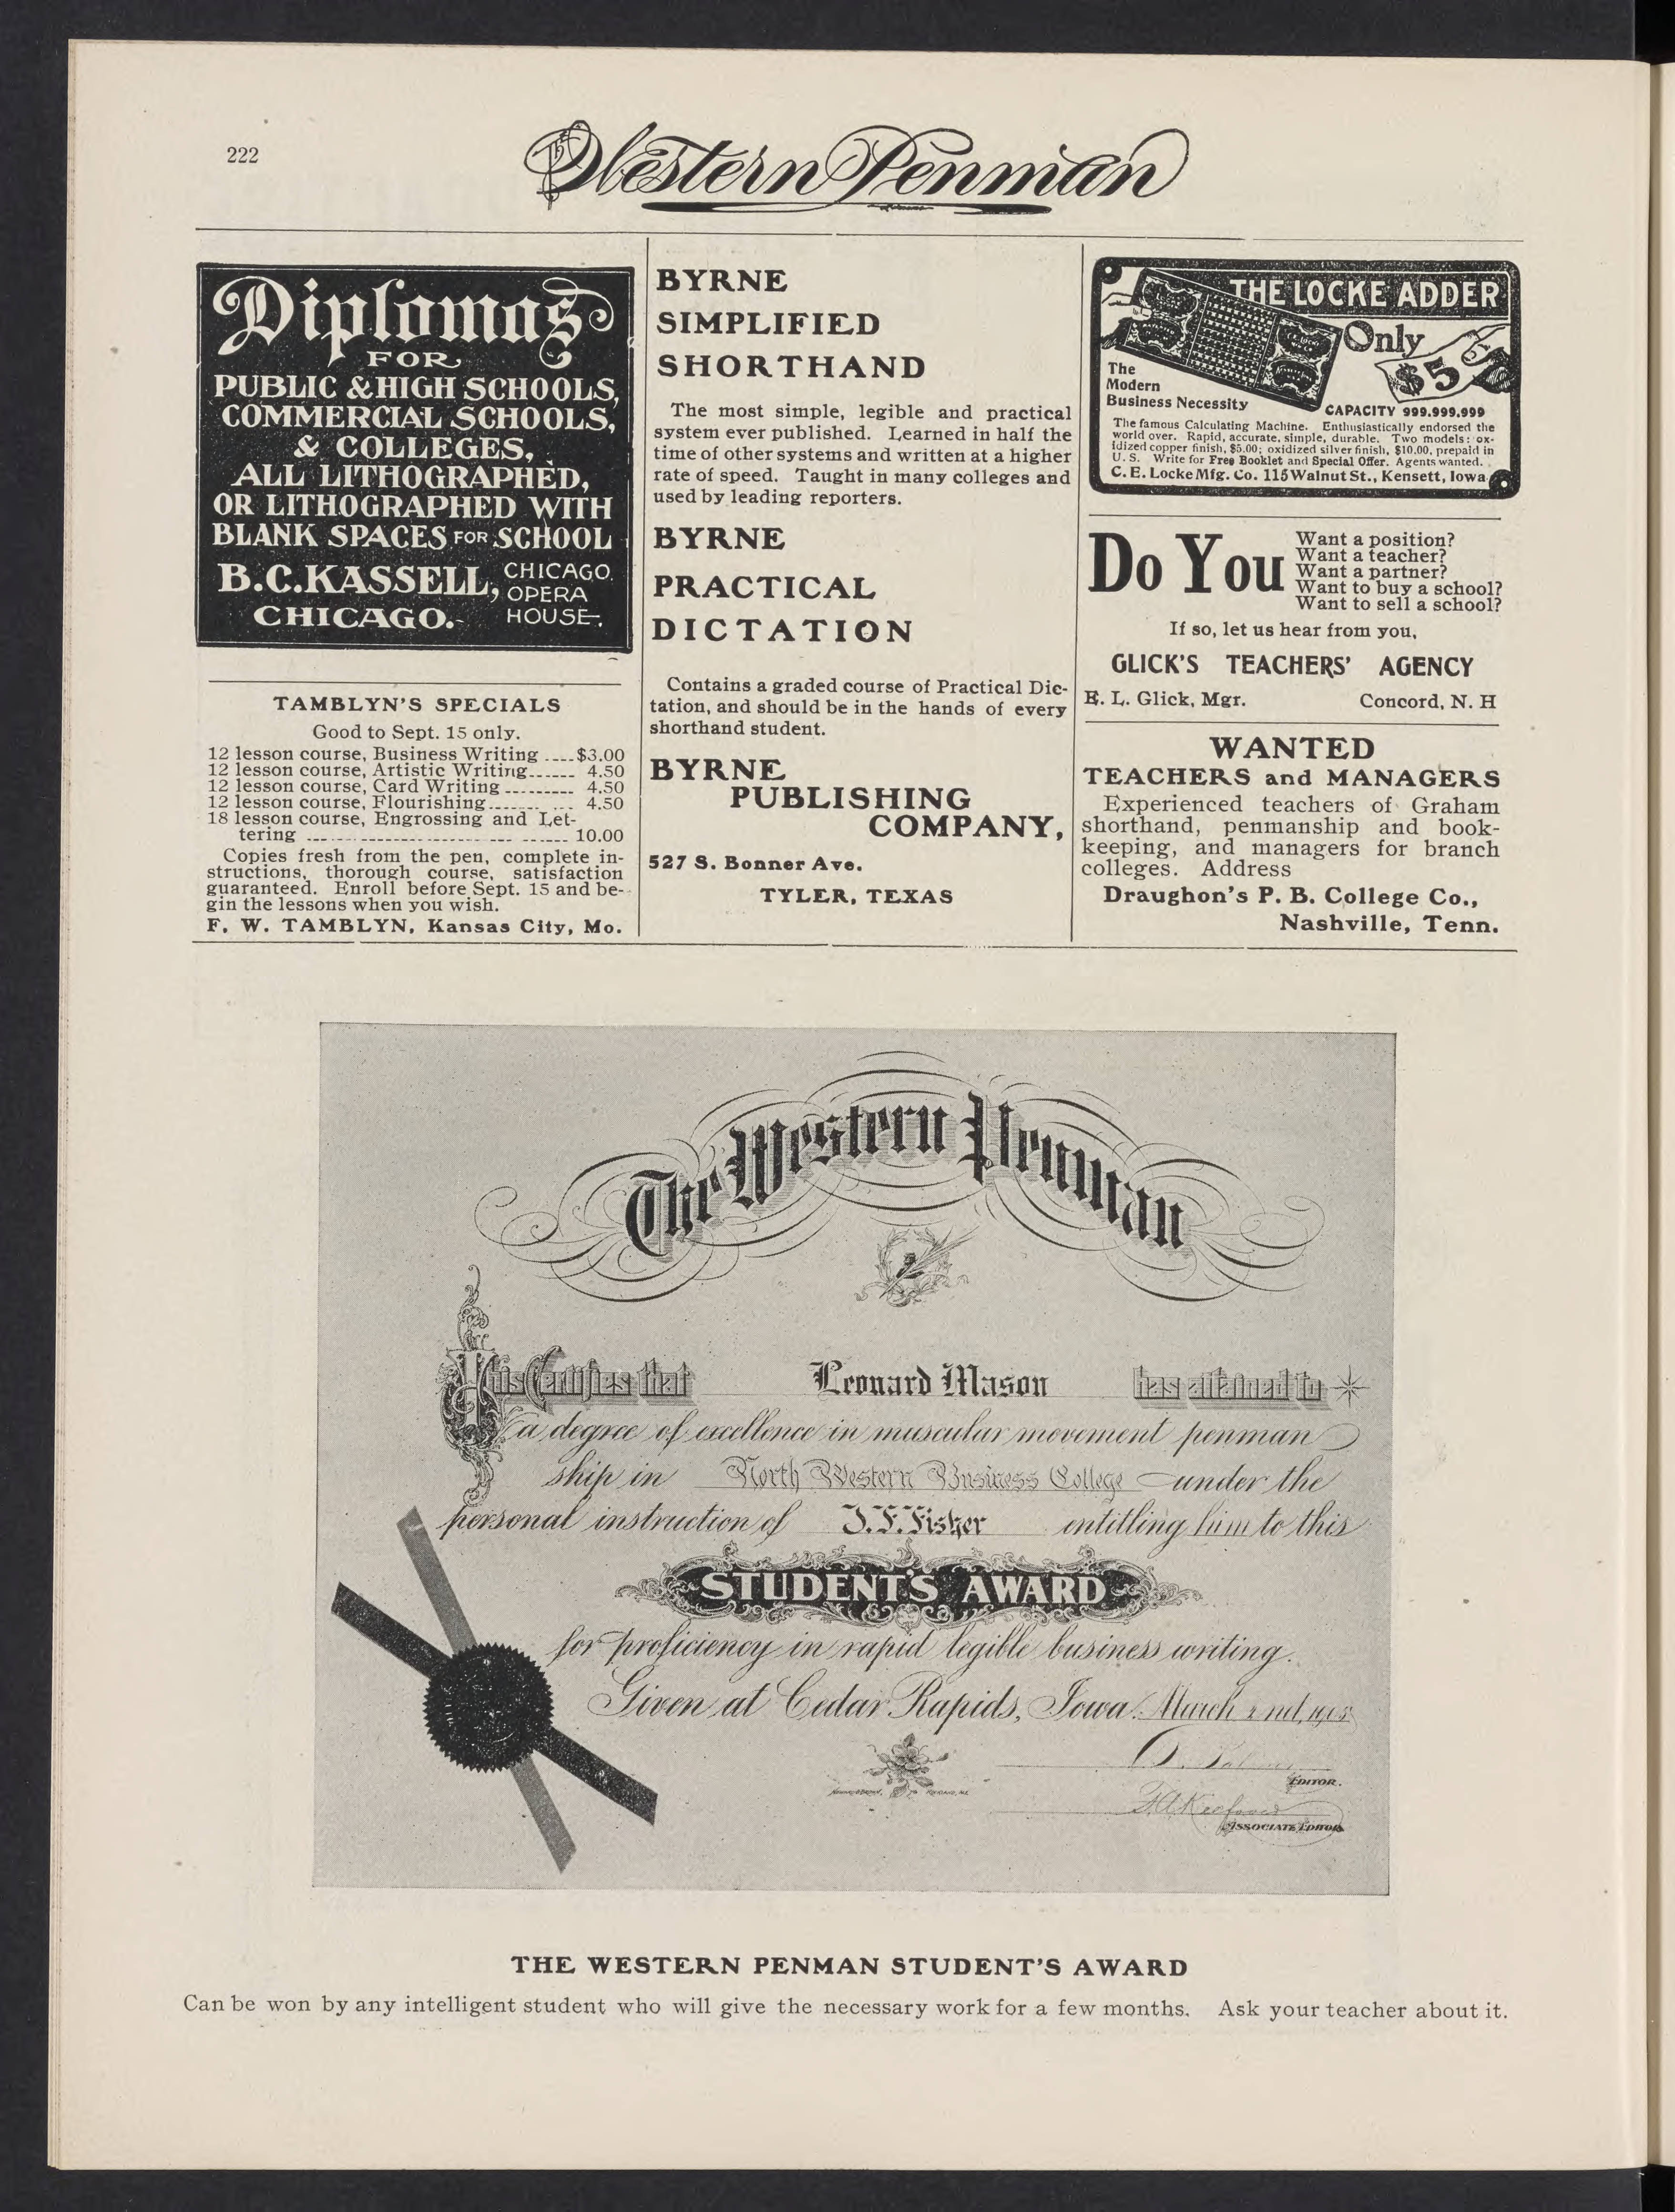 222
Western Penman
Diplomas
FOR
PUBLIC & HIGH SCHOOLS,
COMMERCIAL SCHOOLS,
& COLLEGES,
ALL LITHOGRAPHED,
OR LITHOGRAPHED WITH
BLANK SPACES FOR SCHOOL
B.C.KASSELL, CHICAGO
OPERA
CHICAGO. HOUSE.
TAMBLYN'S SPECIALS
Good to Sept. 15 only.
12 lesson course, Business Writing ....$3.00
12 lesson course, Artistic Writing...... 4.50
12 lesson course, Card Writing ......... 4.50
12 lesson course, Flourishing....... ... 4.50
18 lesson course, Engrossing and Let-
tering ................................ 10.00
Copies fresh from the pen, complete in-
structions, thorough course, satisfaction
guaranteed. Enroll before Sept. 15 and be-
gin the lessons when you wish.
F. W. TAMBLYN, Kansas City, Mo.
BYRNE
SIMPLIFIED
SHORTHAND
The most simple, legible and practical
system ever published. Learned in half the
time of other systems and written at a higher
rate of speed. Taught in many colleges and
used by leading reporters.
BYRNE
PRACTICAL
DICTATION
Contains a graded course of Practical Dic-
tation, and should be in the hands of every
shorthand student.
BYRNE
PUBLISHING
COMPANY,
527 S. Bonner Ave.
TYLER, TEXAS
THE LOCKE ADDER
Only
$5
The
Modern
Business Necessity
CAPACITY 999.999.999
The famous Calculating Machine. Enthusiastically endorsed the
world over. Rapid, accurate, simple, durable. Two models: ox-
idized copper finish, $5.00; oxidized silver finish, $10.00, prepaid in
U. S. Write for Free Booklet and Special Offer. Agents wanted.
C. E. Locke Mfg. Co. 115 Walnut St., Kensett, Iowa
Do You
Want a position?
Want a teacher?
Want a partner?
Want to buy a school?
Want to sell a school?
If so, let us hear from you,
GLICK'S TEACHERS' AGENCY
E. L. Glick, Mgr. Concord, N. H
WANTED
TEACHERS and MANAGERS
Experienced teachers of Graham
shorthand, penmanship and book-
keeping, and managers for branch
colleges. Address
Draughon's P. B. College Co.,
Nashville, Tenn.
The Western Penman
This Certifies that Leonard Mason has attained to
a degree of excellence in muscular movement penman
ship in North Western Business College under the
personal instruction of J. F. Fisher entitling him to this
STUDENT'S AWARD
for proficiency in rapid legible business writing.
Given at Cedar Rapids, Iowa. March 2nd, 1905
EDITOR.
ASSOCIATE EDITOR
THE WESTERN PENMAN STUDENT'S AWARD
Can be won by any intelligent student who will give the necessary work for a few months. Ask your teacher about it.